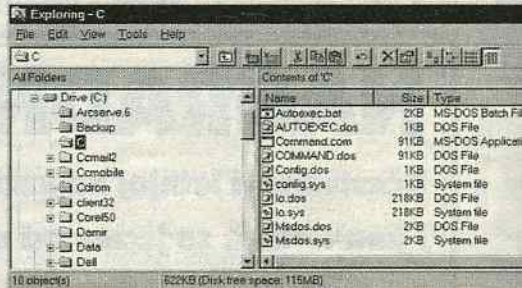 Exploring - C
File Edit View Tools Help
C
All Folders
Contents of 'C'
Drive (C)
Arcserve.6
Backup
C
Ccmail2
Ccmobile
Cdrom
client32
Corel50
Damir
Data
Dell
Name Size Type
Autoexec.bat 2KB MS-DOS Batch Fil
AUTOEXEC.dos 1KB DOS File
Command.com 91KB MS-DOS Applicatio
COMMAND.dos 91KB DOS File
Config.dos 1KB DOS File
config.sys 1KB System file
Io.dos 218KB DOS File
Io.sys 218KB System file
Msdos.dos 2KB DOS File
Msdos.sys 2KB System file
10 object(s)
622KB (Disk free space: 115MB)